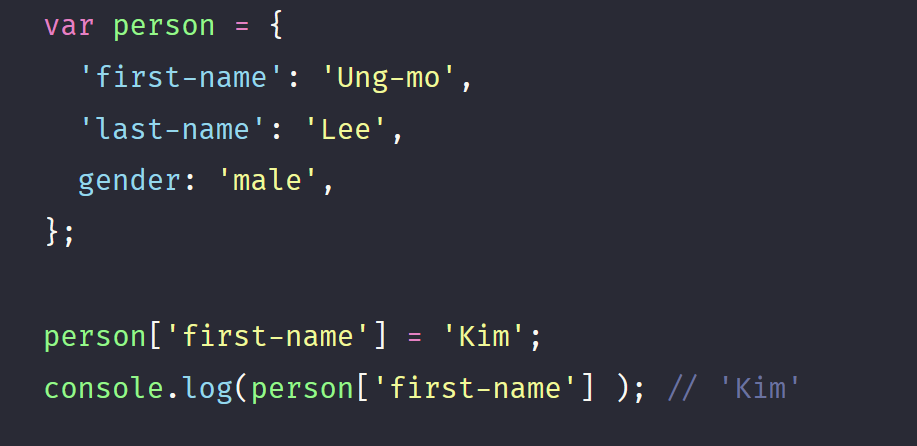 var person = {
  'first-name': 'Ung-mo',
  'last-name': 'Lee',
  gender: 'male',
};

person['first-name'] = 'Kim';
console.log(person['first-name'] ); // 'Kim'